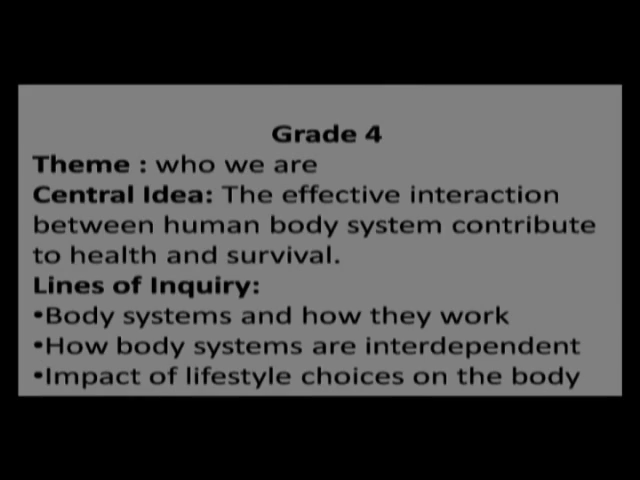 Grade 4
Theme : who we are
Central Idea: The effective interaction
between human body system contribute
to health and survival.
Lines of Inquiry:
•Body systems and how they work
•How body systems are interdependent
•Impact of lifestyle choices on the body